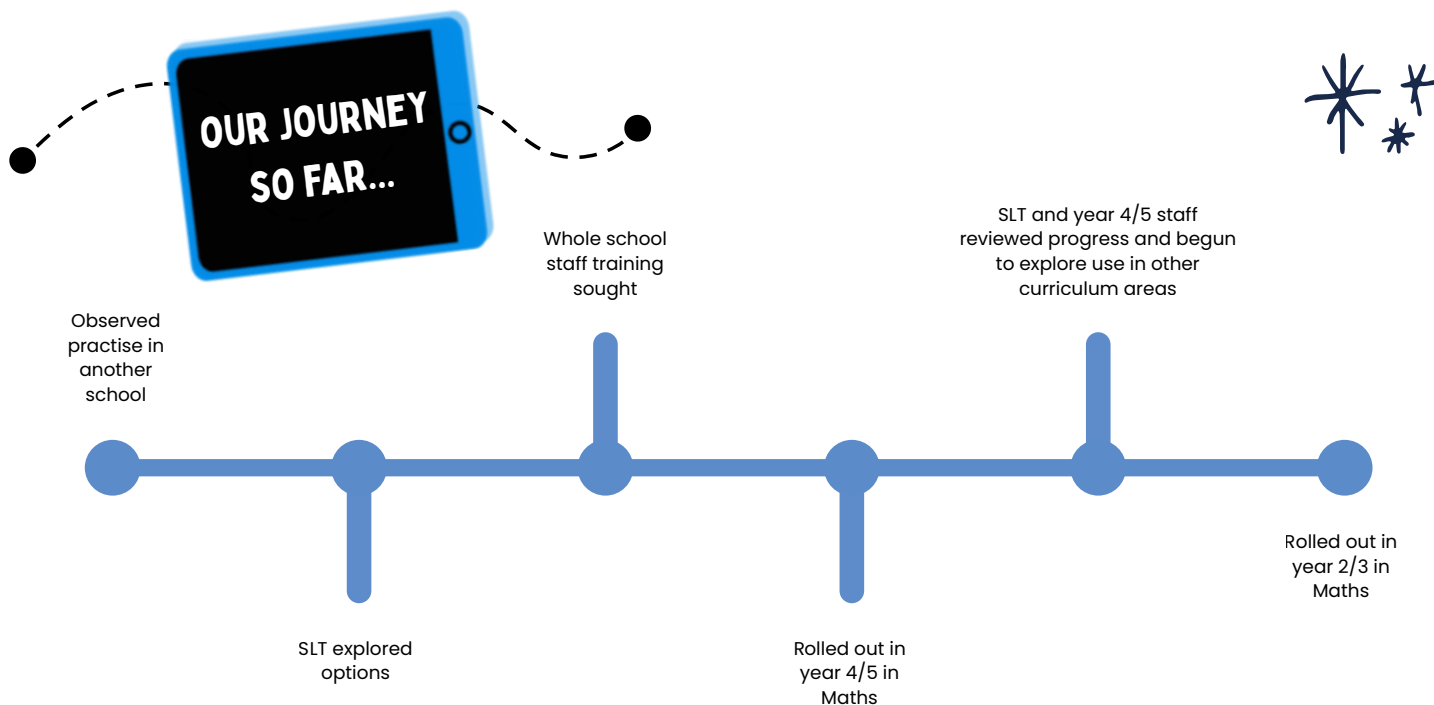 OUR JOURNEY
SO FAR...
Observed
practise in
another
school
SLT explored
options
Whole school
staff training
sought
Rolled out in
year 4/5 in
Maths
SLT and year 4/5 staff
reviewed progress and begun
to explore use in other
curriculum areas
Rolled out in
year 2/3 in
Maths